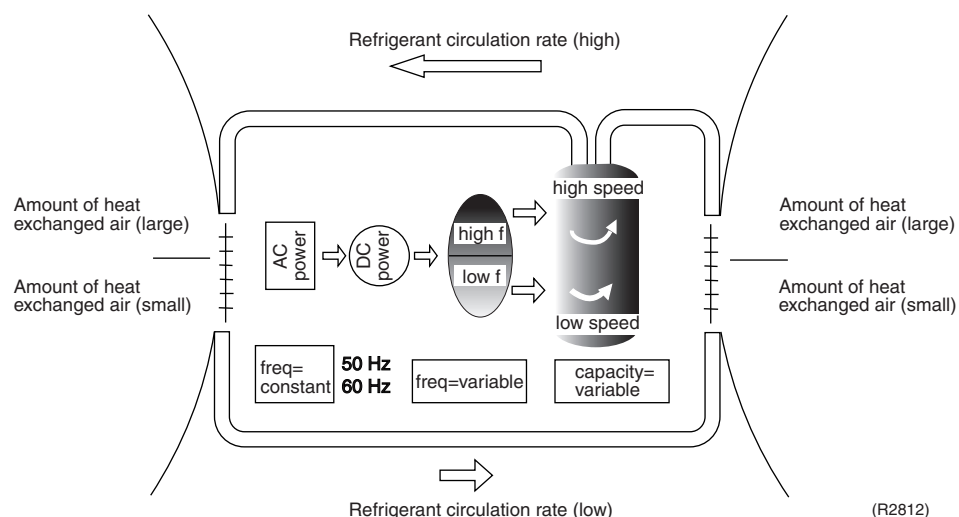 Refrigerant circulation rate (high)
high speed
Amount of heat
exchanged air (large)
Amount of heat
exchanged air (large)
AC
power
DC
power
high f
low f
Amount of heat
exchanged air (small)
Amount of heat
exchanged air (small)
low speed
freq=
constant
50 Hz
60 Hz
freq=variable
capacity=
variable
Refrigerant circulation rate (low)
(R2812)